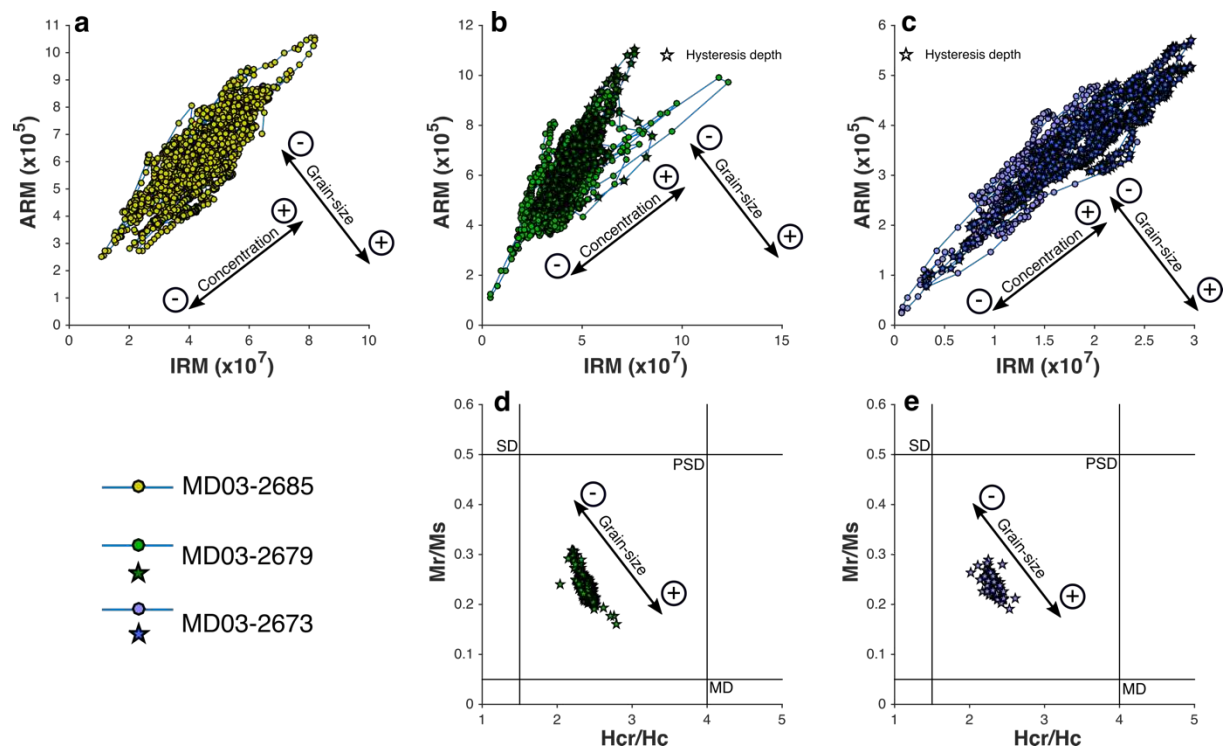 a
11
10
9
8
7
6
5
4
3
2
1
0
0
2
4
6
8
10
ARM (x10⁵)
IRM (x10⁷)
-
Grain-size
+
+
Concentration
-
b
Hysteresis depth
12
10
8
6
4
2
0
0
5
10
15
ARM (x10⁵)
IRM (x10⁷)
-
Grain-size
+
+
Concentration
-
c
Hysteresis depth
6
5
4
3
2
1
0
0
0.5
1
1.5
2
2.5
3
ARM (x10⁵)
IRM (x10⁷)
-
Grain-size
+
+
Concentration
-
MD03-2685
MD03-2679
MD03-2673
d
0.6
0.5
0.4
0.3
0.2
0.1
0
1
2
3
4
5
Mr/Ms
Hcr/Hc
SD
PSD
MD
-
Grain-size
+
e
0.6
0.5
0.4
0.3
0.2
0.1
0
1
2
3
4
5
Mr/Ms
Hcr/Hc
SD
PSD
MD
-
Grain-size
+